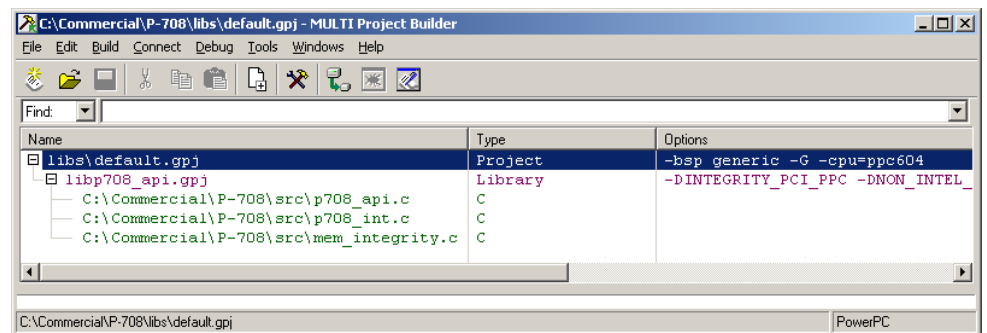 C:\Commercial\P-708\libs\default.gpj - MULTI Project Builder
File Edit Build Connect Debug Tools Windows Help
Find:
Name Type Options
libs\default.gpj Project -bsp generic -G -cpu=ppc604
libp708_api.gpj Library -DINTEGRITY_PCI_PPC -DNON_INTEL_
C:\Commercial\P-708\src\p708_api.c C
C:\Commercial\P-708\src\p708_int.c C
C:\Commercial\P-708\src\mem_integrity.c C
C:\Commercial\P-708\libs\default.gpj PowerPC